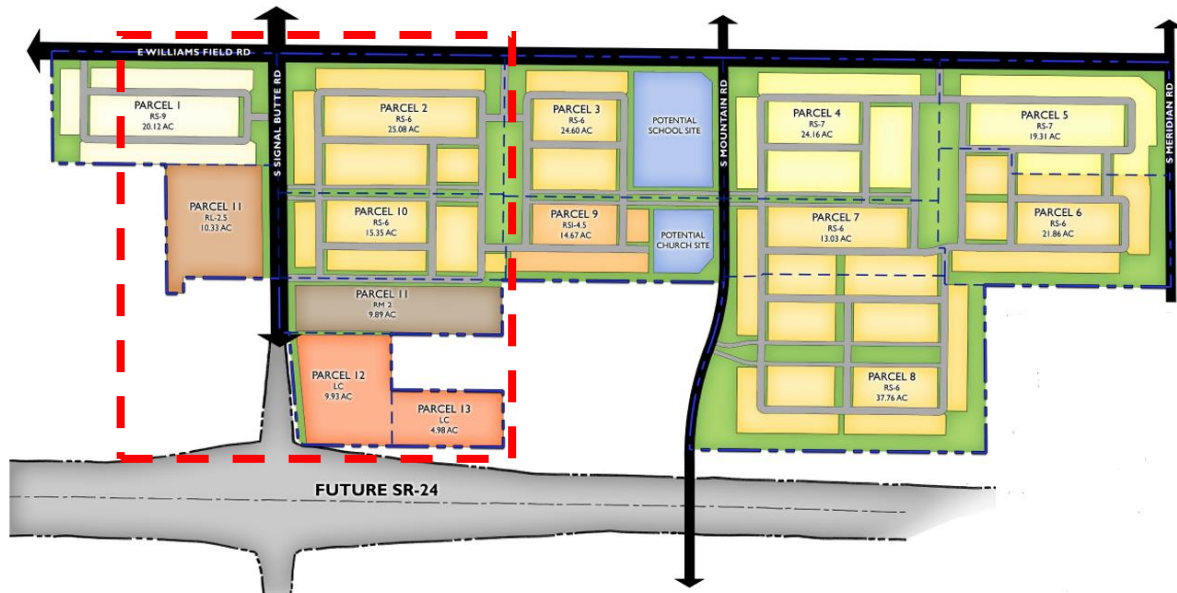 E WILLIAMS FIELD RD
S SIGNAL BUTTE RD
S MOUNTAIN RD
S MERIDIAN RD
PARCEL 1
RS-9
20.12 AC
PARCEL 2
RS-6
25.08 AC
PARCEL 3
RS-6
24.60 AC
POTENTIAL
SCHOOL SITE
PARCEL 4
RS-7
24.16 AC
PARCEL 5
RS-7
19.31 AC
PARCEL 11
RL-2.5
10.33 AC
PARCEL 10
RS-6
15.35 AC
PARCEL 9
RSI-4.5
14.67 AC
POTENTIAL
CHURCH SITE
PARCEL 7
RS-6
13.03 AC
PARCEL 6
RS-6
21.86 AC
PARCEL 11
RM 2
9.89 AC
PARCEL 12
LC
9.93 AC
PARCEL 13
LC
4.98 AC
PARCEL 8
RS-6
37.76 AC
FUTURE SR-24